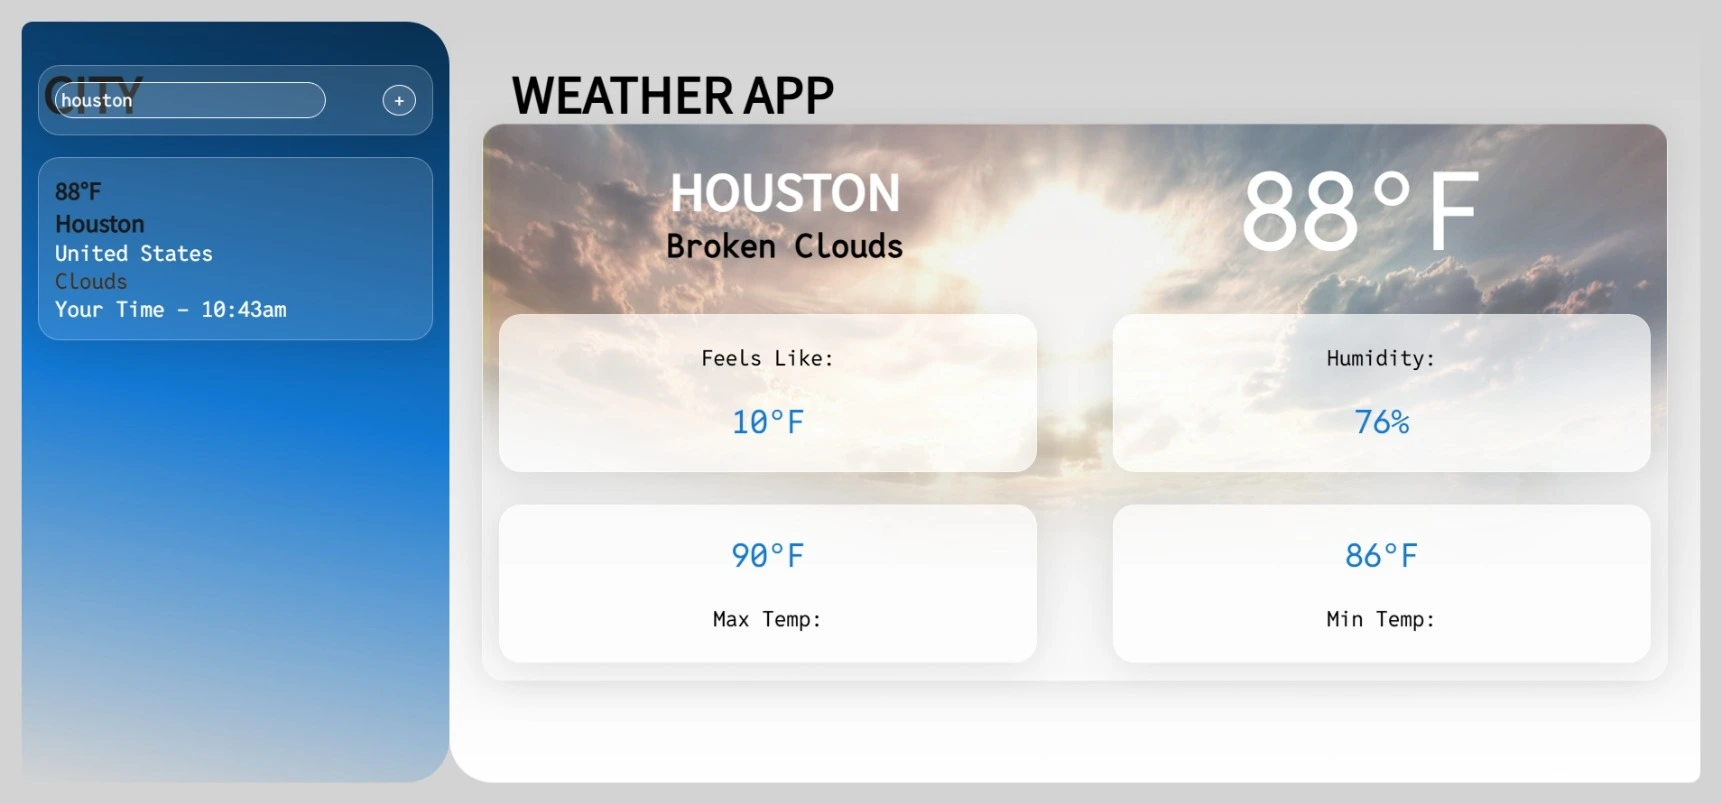 CITY
houston
+
88°F
Houston
United States
Clouds
Your Time - 10:43am
WEATHER APP
HOUSTON
Broken Clouds
88°F
Feels Like:
10°F
Humidity:
76%
90°F
Max Temp:
86°F
Min Temp: